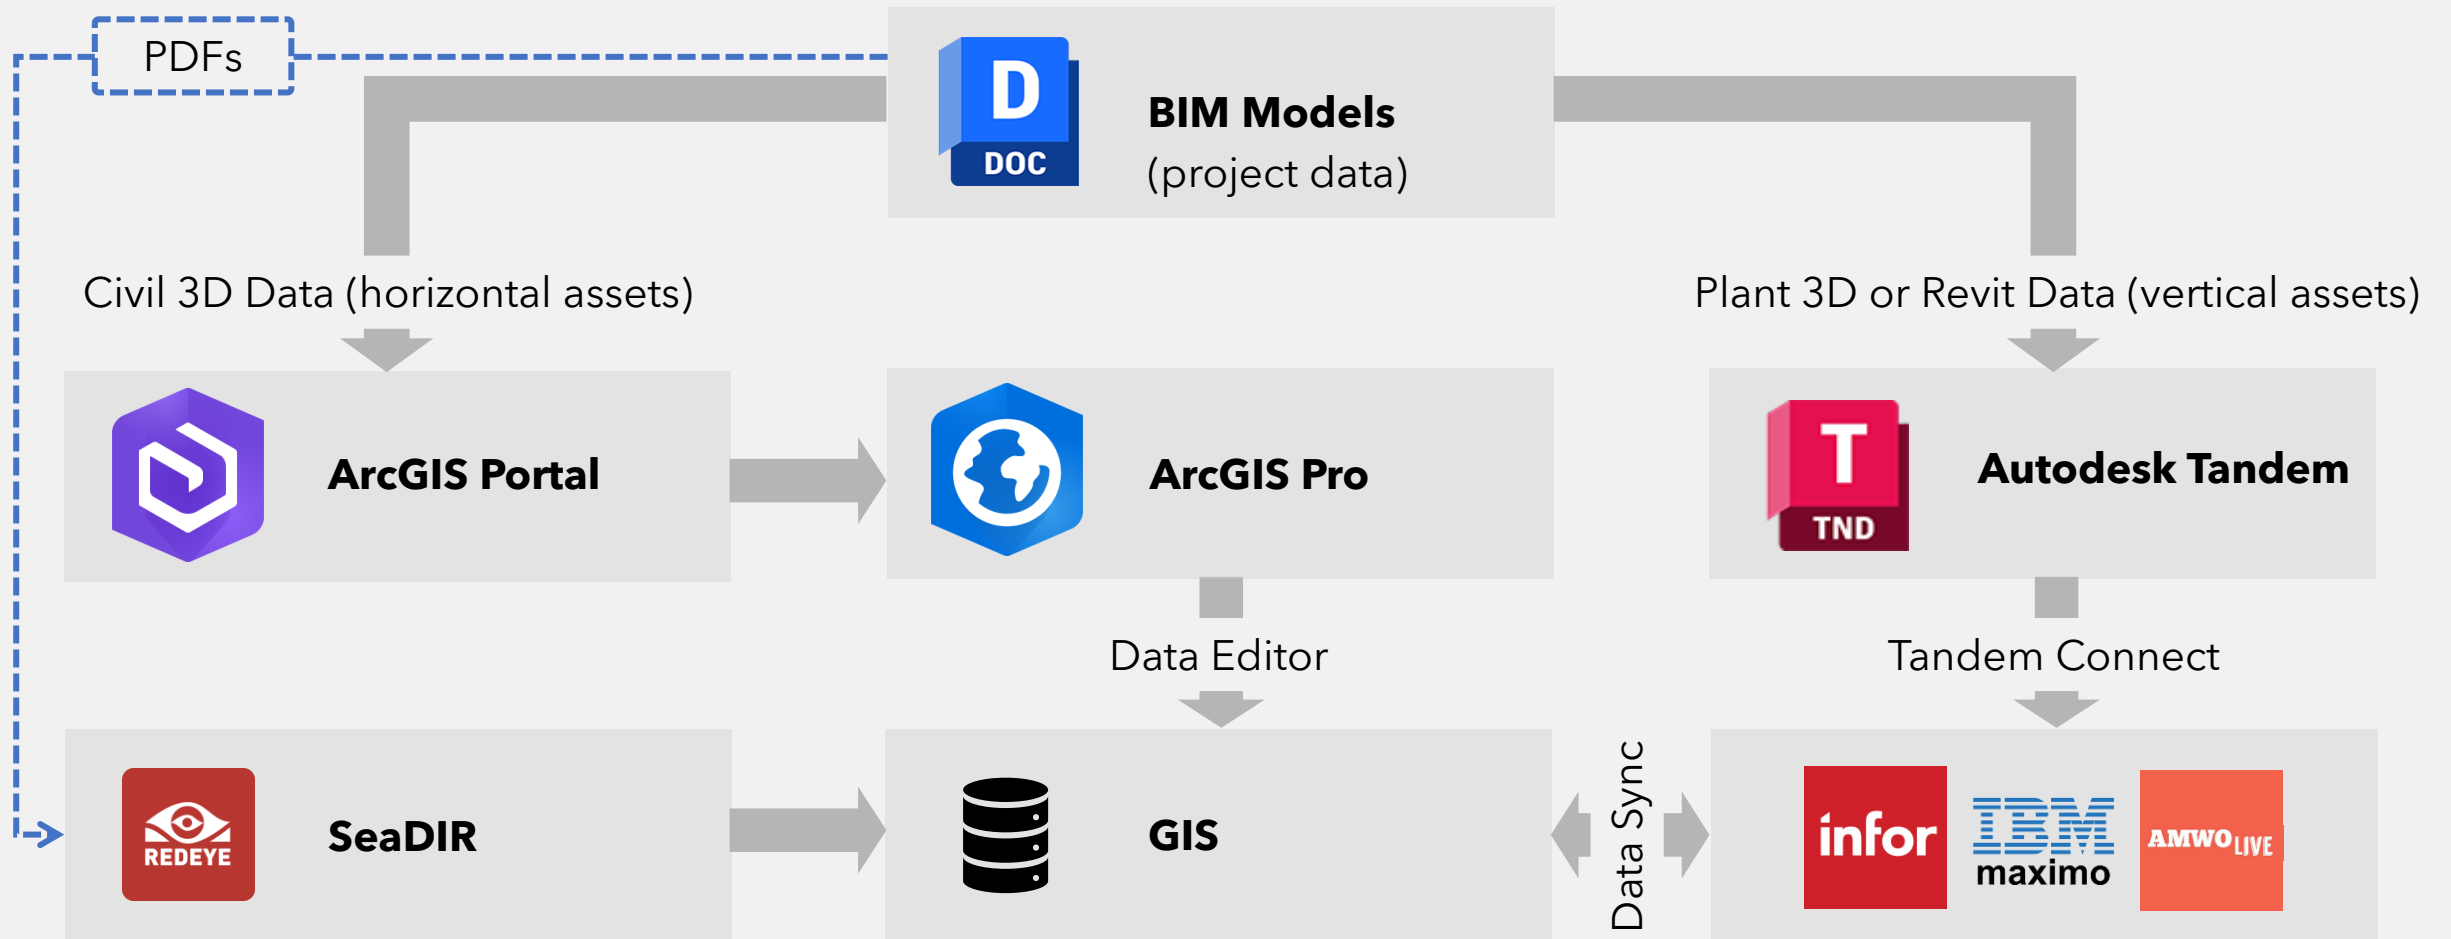 PDFs
D
DOC
BIM Models
(project data)
Civil 3D Data (horizontal assets)
Plant 3D or Revit Data (vertical assets)
ArcGIS Portal
ArcGIS Pro
T
TND
Autodesk Tandem
Data Editor
Tandem Connect
REDEYE
SeaDIR
GIS
Data Sync
infor
IBM
maximo
AMWO LIVE